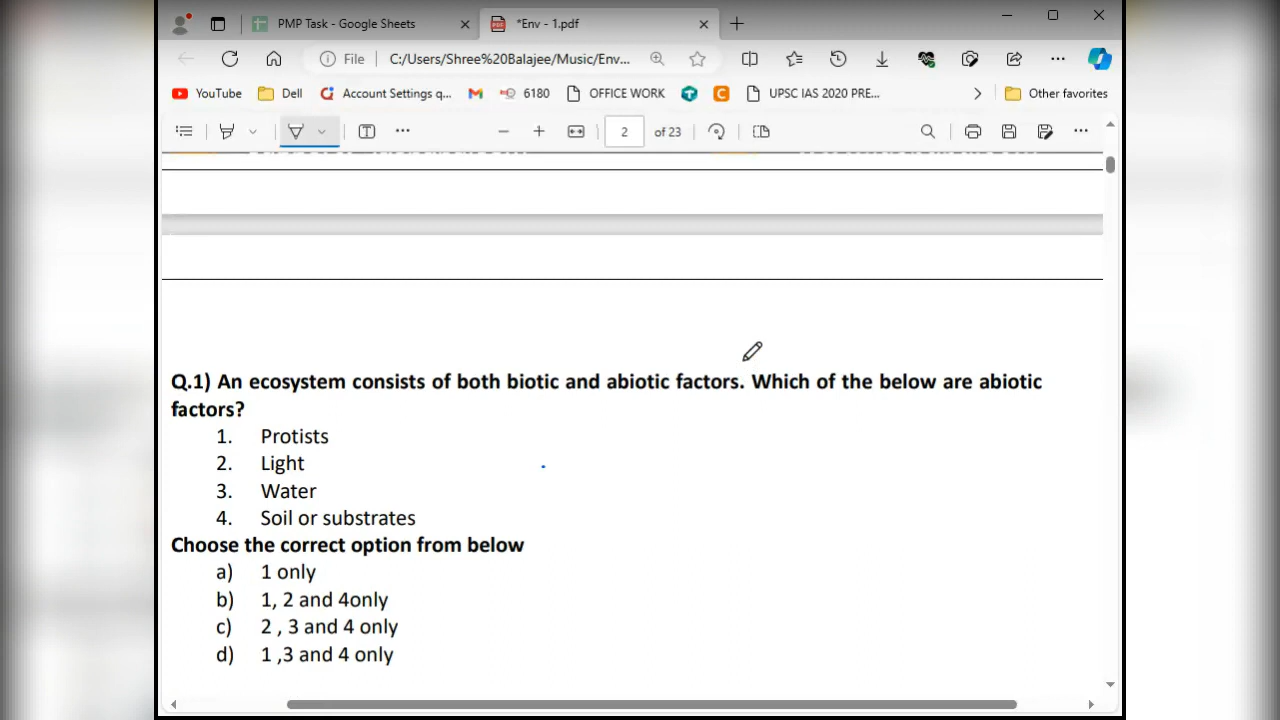 PMP Task - Google Sheets
*Env - 1.pdf
File
C:/Users/Shree%20Balajee/Music/Env...
YouTube
Dell
Account Settings q...
6180
OFFICE WORK
UPSC IAS 2020 PRE...
Other favorites
2 of 23
Q.1) An ecosystem consists of both biotic and abiotic factors. Which of the below are abiotic
factors?
1. Protists
2. Light
3. Water
4. Soil or substrates
Choose the correct option from below
a) 1 only
b) 1, 2 and 4only
c) 2 , 3 and 4 only
d) 1 ,3 and 4 only